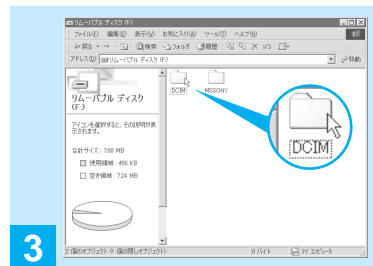 リムーバブル ディスク (F:)
ファイル(F) 編集(E) 表示(V) お気に入り(A) ツール(T) ヘルプ(H)
戻る 検索 フォルダ 履歴
アドレス(D) リムーバブル ディスク (F:) 移動
リムーバブル ディスク
(F:)
DCIM MSSONY
アイコンを選択すると、その説明が表
示されます。
合計サイズ : 7.68 MB
使用領域 : 456 KB
空き領域 : 7.24 MB
DCIM
3
2 個のオブジェクト (1 個の隠しオブジェクト) 0 バイト マイ コンピュータ